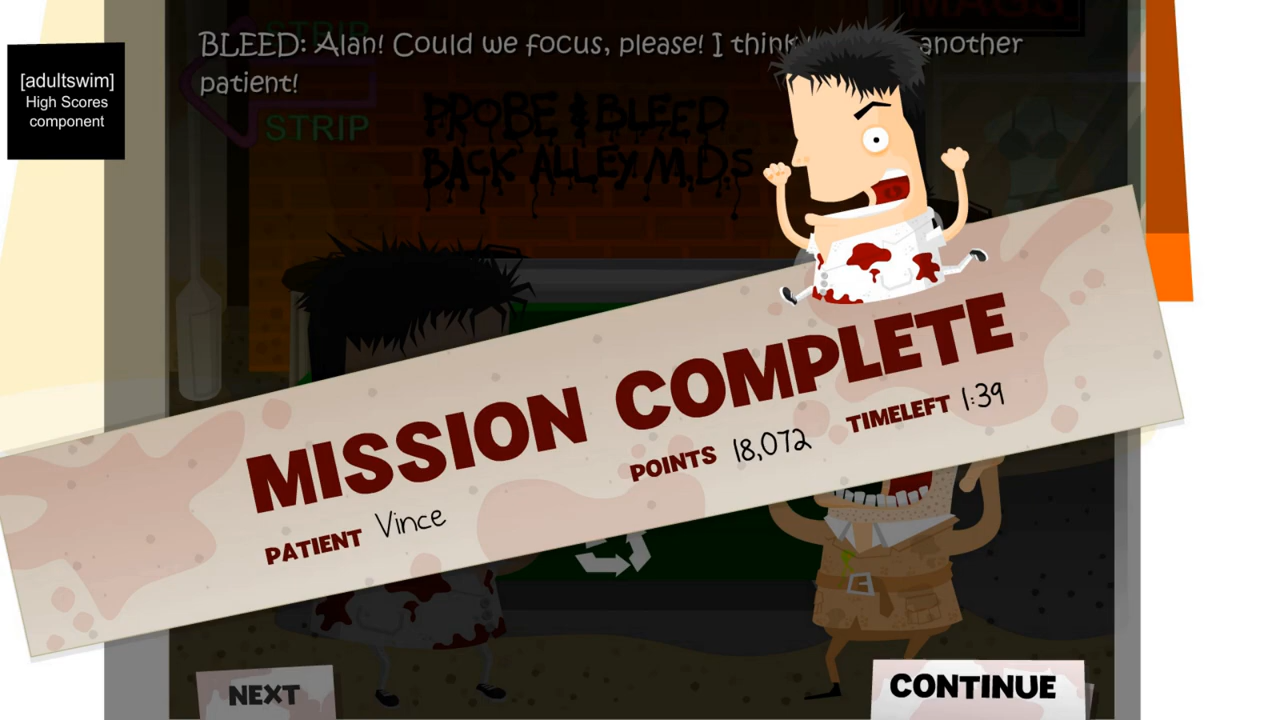 STRIP
MAGS
BLEED: Alan! Could we focus, please! I think another
patient!
[adultswim]
High Scores
component
STRIP
PROBE & BLEED
BACK ALLEY M.D.S
MISSION COMPLETE
POINTS 18,072
TIMELEFT 1:39
PATIENT Vince
NEXT
CONTINUE